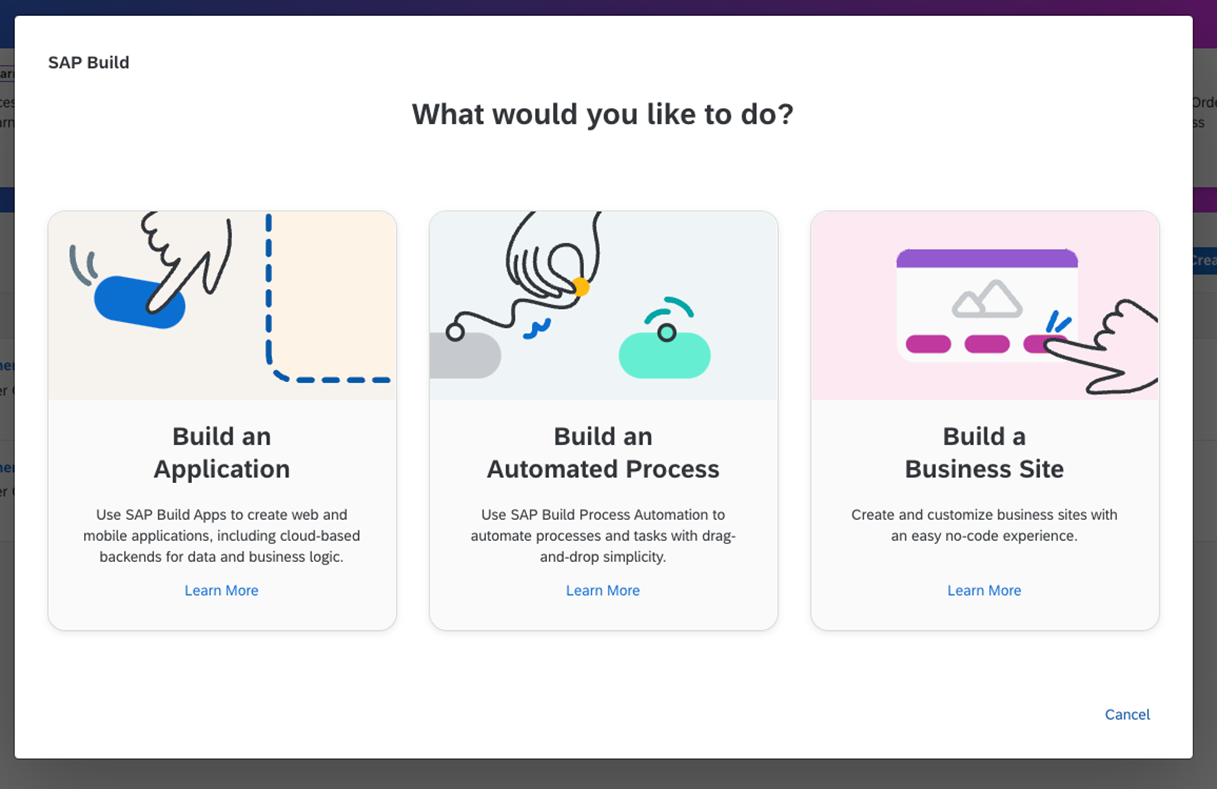 SAP Build
What would you like to do?
Build an
Application
Use SAP Build Apps to create web and
mobile applications, including cloud-based
backends for data and business logic.
Learn More
Build an
Automated Process
Use SAP Build Process Automation to
automate processes and tasks with drag-
and-drop simplicity.
Learn More
Build a
Business Site
Create and customize business sites with
an easy no-code experience.
Learn More
Cancel